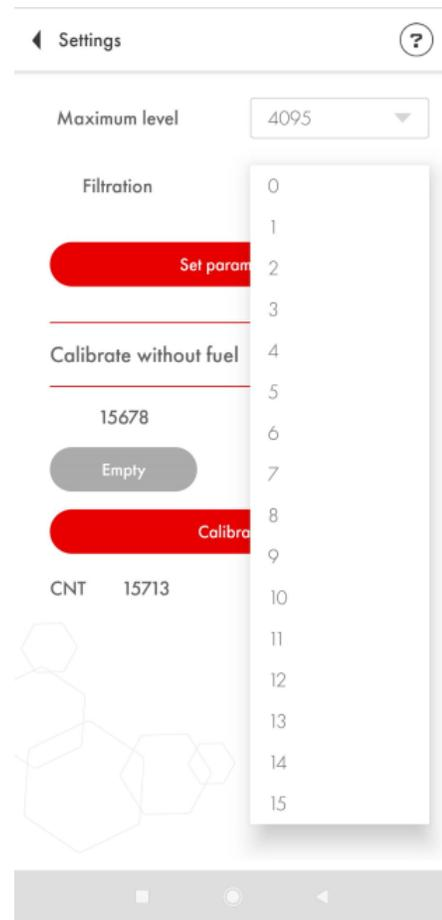 Settings ?
Maximum level 4095
Filtration
0
1
2
3
4
5
6
7
8
9
10
11
12
13
14
15
Set param
Calibrate without fuel
15678
Empty
Calibra
CNT 15713